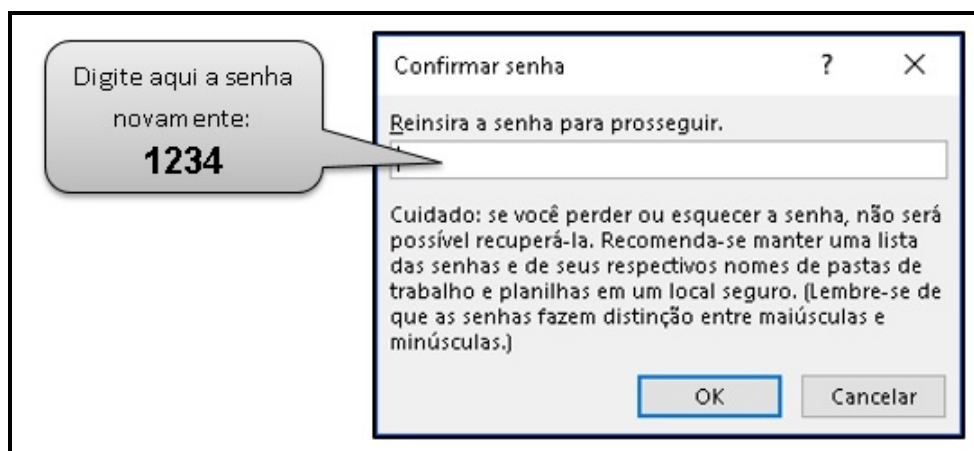 Digite aqui a senha
novamente:
1234
Confirmar senha
?
Reinsira a senha para prosseguir.
Cuidado: se você perder ou esquecer a senha, não será
possível recuperá-la. Recomenda-se manter uma lista
das senhas e de seus respectivos nomes de pastas de
trabalho e planilhas em um local seguro. (Lembre-se de
que as senhas fazem distinção entre maiúsculas e
minúsculas.)
OK
Cancelar